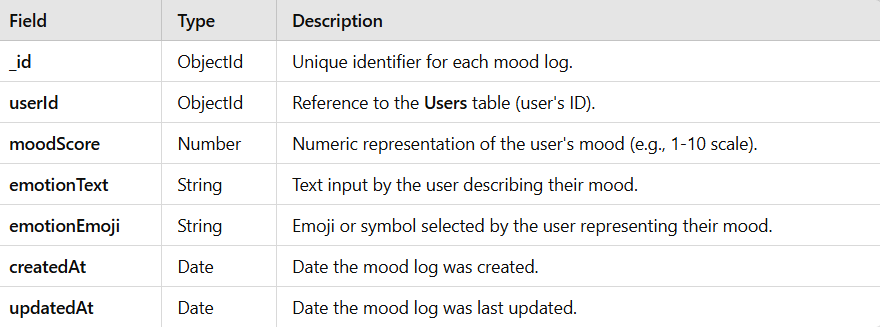 Field Type Description
_id ObjectId Unique identifier for each mood log.
userId ObjectId Reference to the Users table (user's ID).
moodScore Number Numeric representation of the user's mood (e.g., 1-10 scale).
emotionText String Text input by the user describing their mood.
emotionEmoji String Emoji or symbol selected by the user representing their mood.
createdAt Date Date the mood log was created.
updatedAt Date Date the mood log was last updated.